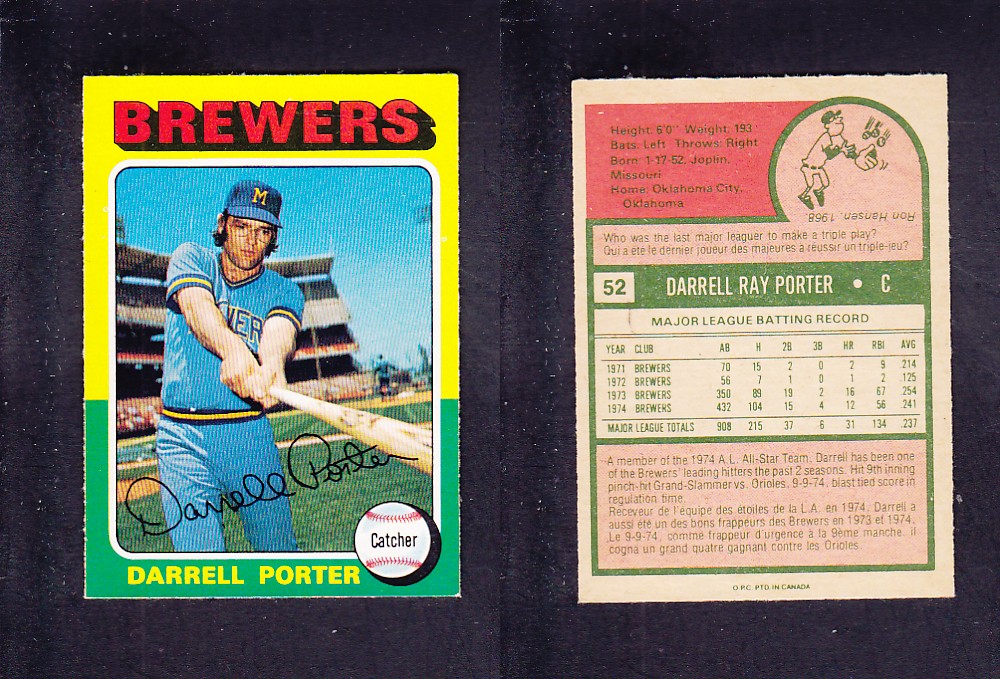 BREWERS
M
VER
Darrell Porter
Catcher
DARRELL PORTER
Height: 6'0" Weight: 193
Bats: Left Throws: Right
Born: 1-17-52, Joplin,
Missouri
Home: Oklahoma City,
Oklahoma
Ron Hansen, 1968
Who was the last major leaguer to make a triple play?
Qui a ete le dernier joueur des majeures a réussir un triple-jeu?
52 DARRELL RAY PORTER • C
MAJOR LEAGUE BATTING RECORD
YEAR CLUB AB H 2B 3B HR RBI AVG
1971 BREWERS 70 15 2 0 2 9 .214
1972 BREWERS 56 7 1 0 1 2 .125
1973 BREWERS 350 89 19 2 16 67 .254
1974 BREWERS 432 104 15 4 12 56 .241
MAJOR LEAGUE TOTALS 908 215 37 6 31 134 .237
A member of the 1974 A.L. All-Star Team. Darrell has been one
of the Brewers' leading hitters the past 2 seasons. Hit 9th inning
pinch-hit Grand-Slammer vs. Orioles, 9-9-74, blast tied score in
regulation time.
Receveur de l'équipe des étoiles de la L.A. en 1974, Darrell a
aussi été un des bons frappeurs des Brewers en 1973 et 1974.
Le 9-9-74, comme frappeur d'urgence à la 9ème manche, il
cogna un grand quatre gagnant contre les Orioles.
O.P.C. PTD. IN CANADA